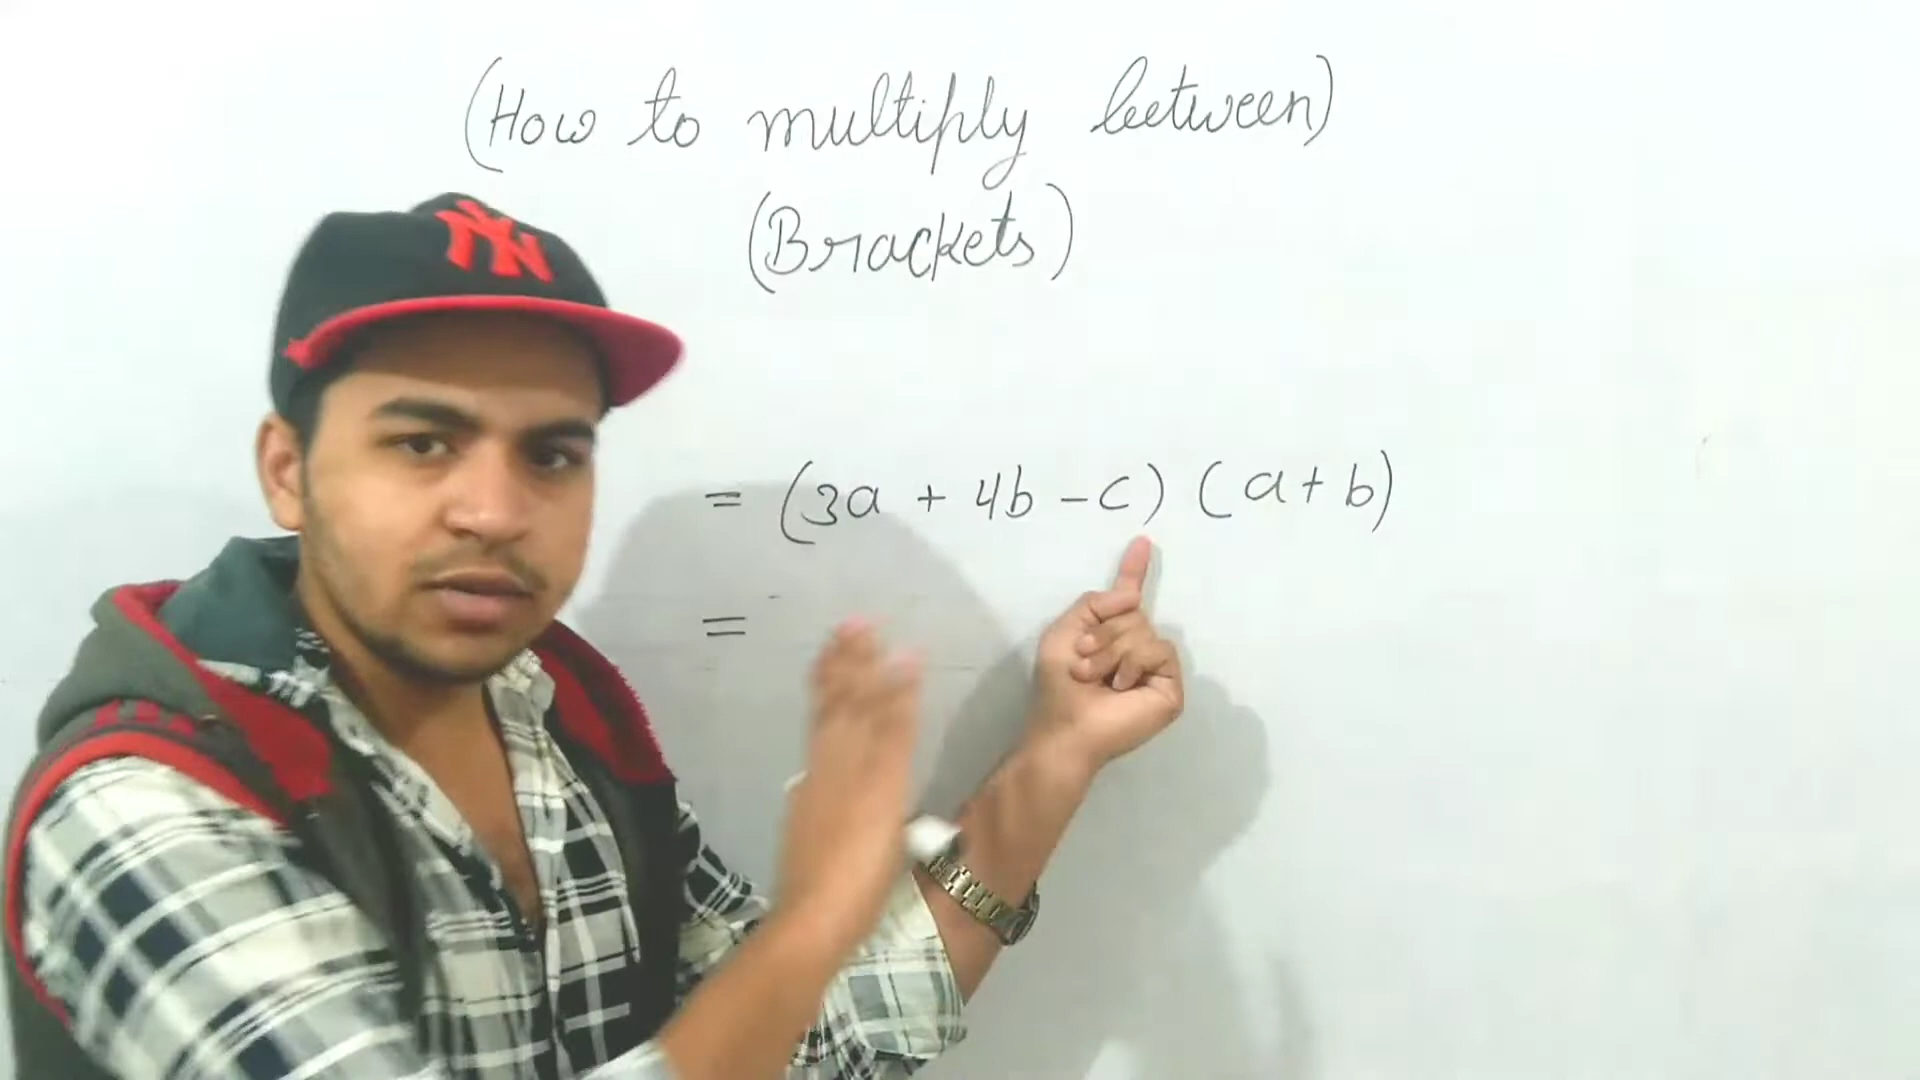 (How to multiply between)
(Brackets)
NY
= (3a + 4b - c) (a + b)
=